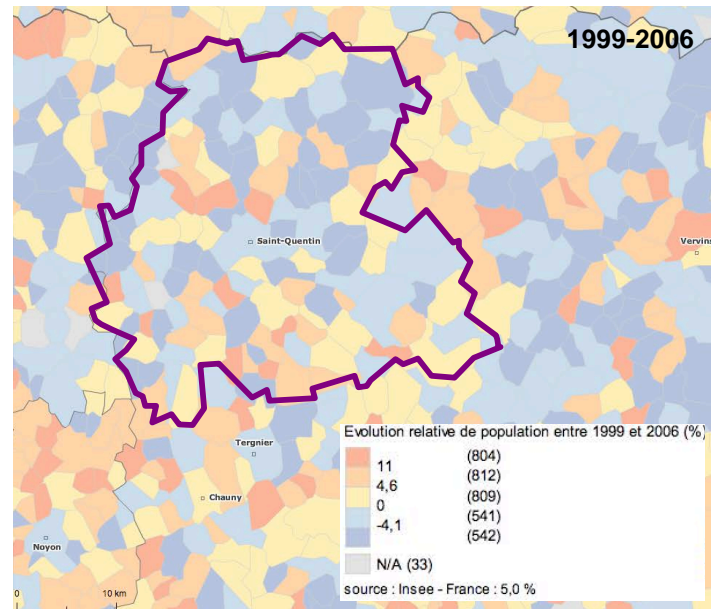 1999-2006
Saint-Quentin
Vervins
Tergnier
Chauny
Noyon
0 10 km
Evolution relative de population entre 1999 et 2006 (%)
(804)
11
(812)
4,6
(809)
0
(541)
-4,1
(542)
N/A (33)
source : Insee - France : 5,0 %